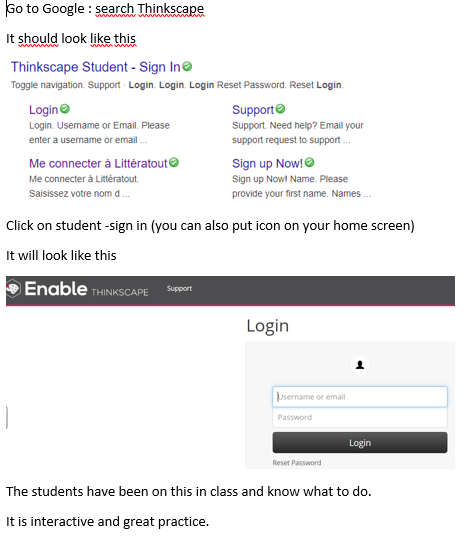 Go to Google : search Thinkscape
It should look like this
Thinkscape Student - Sign In
Toggle navigation. Support · Login. Login. Login Reset Password. Reset Login.
Login
Login. Username or Email. Please
enter a username or email ...
Support
Support. Need help? Email your
support request to support ...
Me connecter à Littératout
Me connecter à Littératout.
Saisissez votre nom d ...
Sign up Now!
Sign up Now! Name. Please
provide your first name. Names ...
Click on student -sign in (you can also put icon on your home screen)
It will look like this
Enable THINKSCAPE Support
Login
Username or email
Password
Login
Reset Password
The students have been on this in class and know what to do.
It is interactive and great practice.